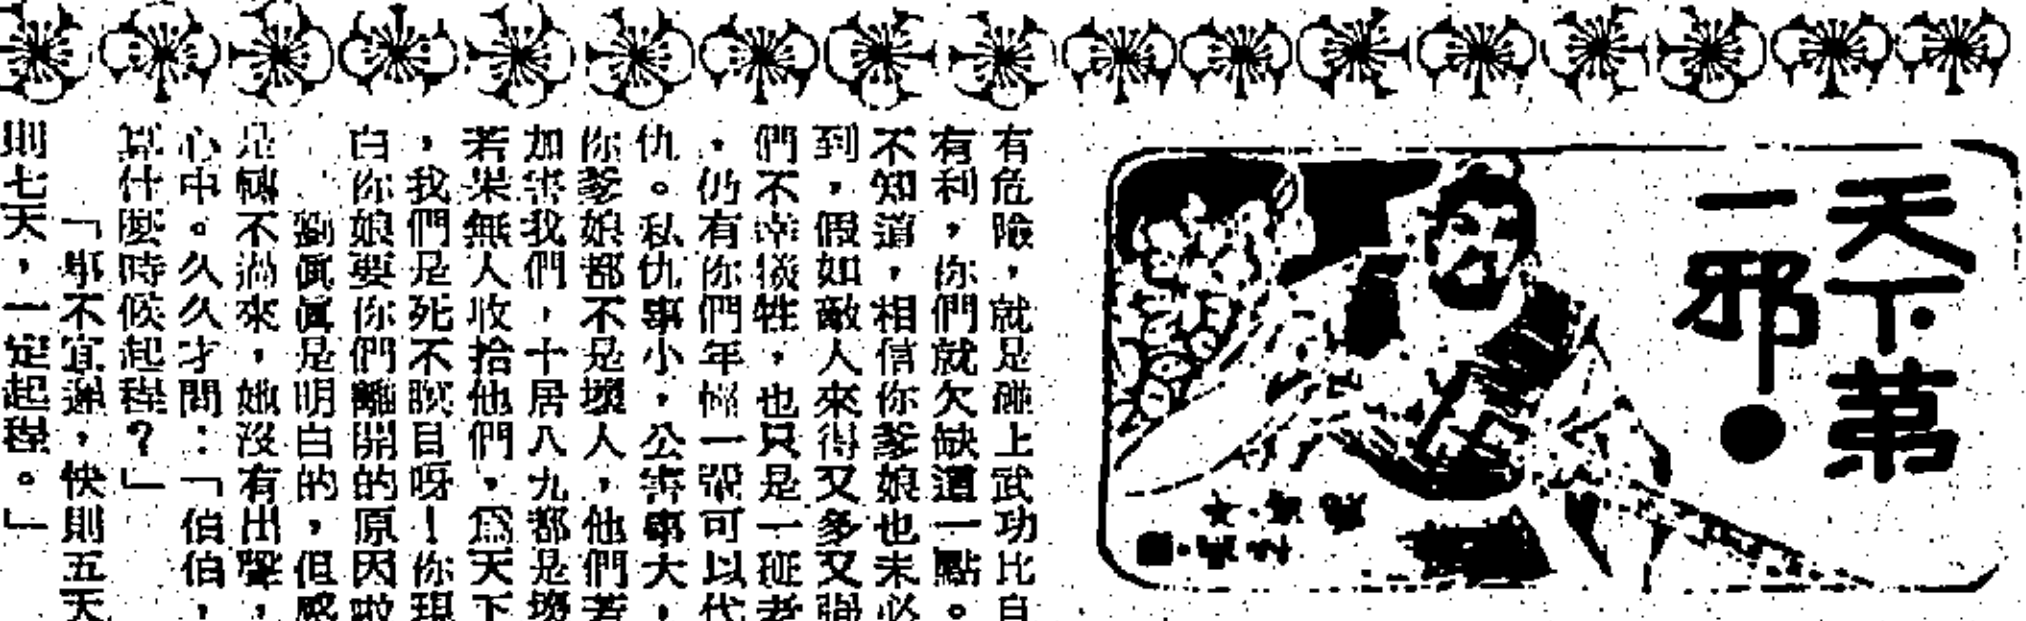 天下第
一邪
有危險,就是碰上武功比自
有利,你們就欠缺這一點。
不知道,相信你爹娘也未必
到,假如敵人來得又多又強
們不幸犧牲,也只是一班老
,仍有你們年一可以代
仇。私仇事小,公害事大,
你爹娘都不是壞人,他們若
加害我們,十居八九都是壞
若果無人收拾他們,為天下
,我們是死不瞑目呀!你現
白你娘要你們離開的原因啦
劉真真是明白的,但感
是轉不過來,她沒有出聲,
心中。久久才問:「伯伯,
算什麼時候起程?」
「事不宜遲,快則五天
則七天,一定起程。」